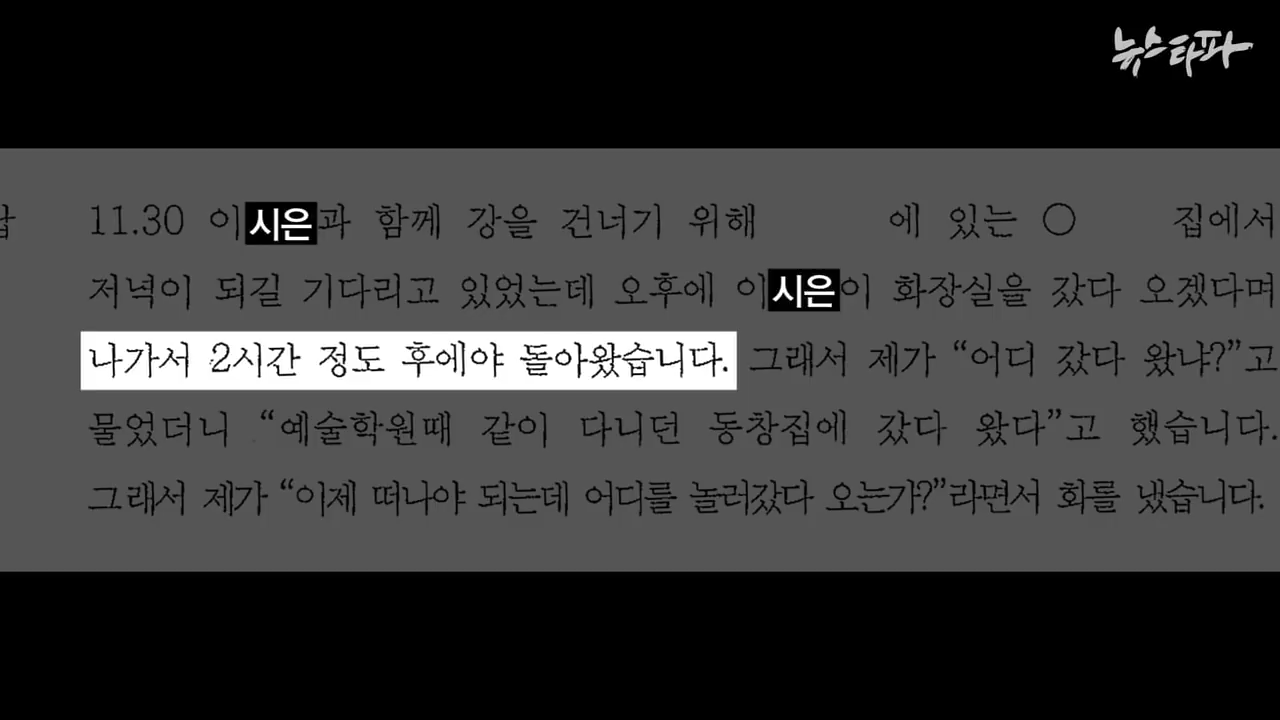 뉴스타파
답 11.30 이시은과 함께 강을 건너기 위해 에 있는 ○ 집에서
저녁이 되길 기다리고 있었는데 오후에 이시은이 화장실을 갔다 오겠다며
나가서 2시간 정도 후에야 돌아왔습니다. 그래서 제가 “어디 갔다 왔냐?”고
물었더니 “예술학원때 같이 다니던 동창집에 갔다 왔다”고 했습니다.
그래서 제가 “이제 떠나야 되는데 어디를 놀러갔다 오는가?”라면서 화를 냈습니다.